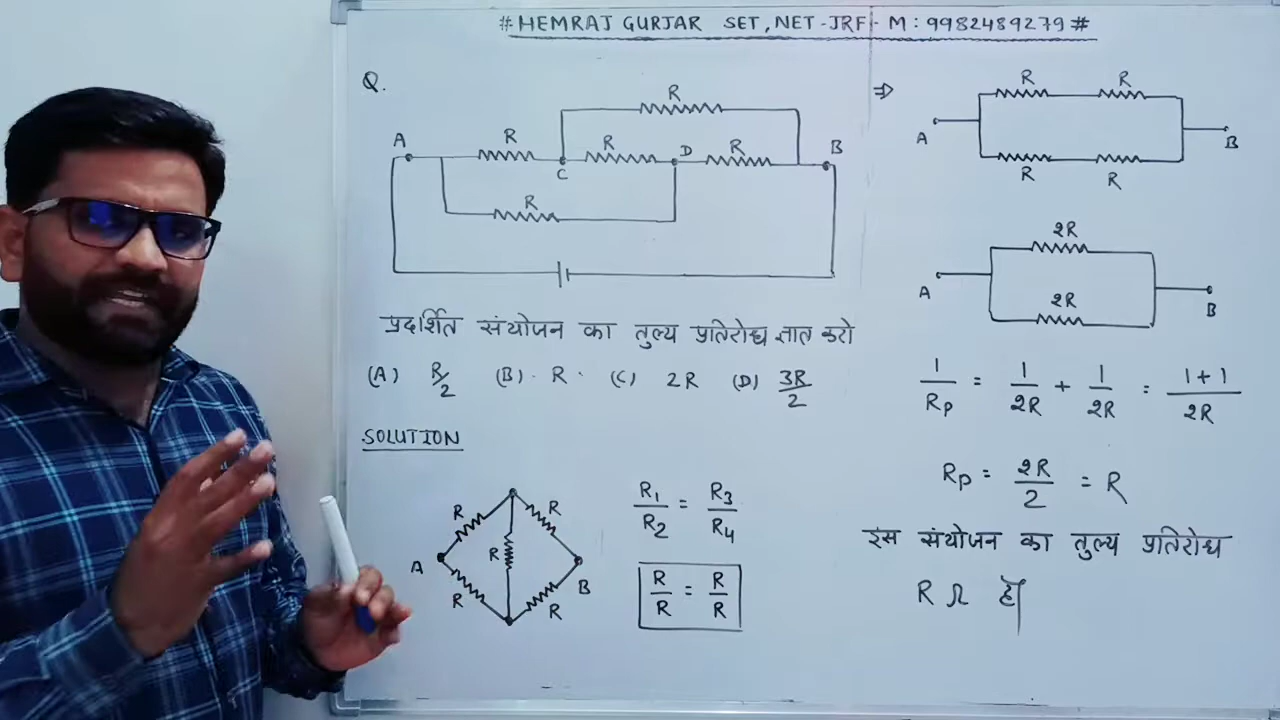 # HEMRAJ GURJAR SET, NET-JRF - M: 9982489279 #
Q.
R
A R R D R B
C
R
प्रदर्शित संयोजन का तुल्य प्रतिरोध ज्ञात करो
(A) R/2 (B) R (C) 2R (D) 3R/2
SOLUTION
R R
A R B
R R
R1/R2 = R3/R4
R/R = R/R
⇒ R R
A B
R R
2R
A B
2R
1/Rp = 1/2R + 1/2R = 1+1/2R
Rp = 2R/2 = R
इस संयोजन का तुल्य प्रतिरोध
R Ω है।